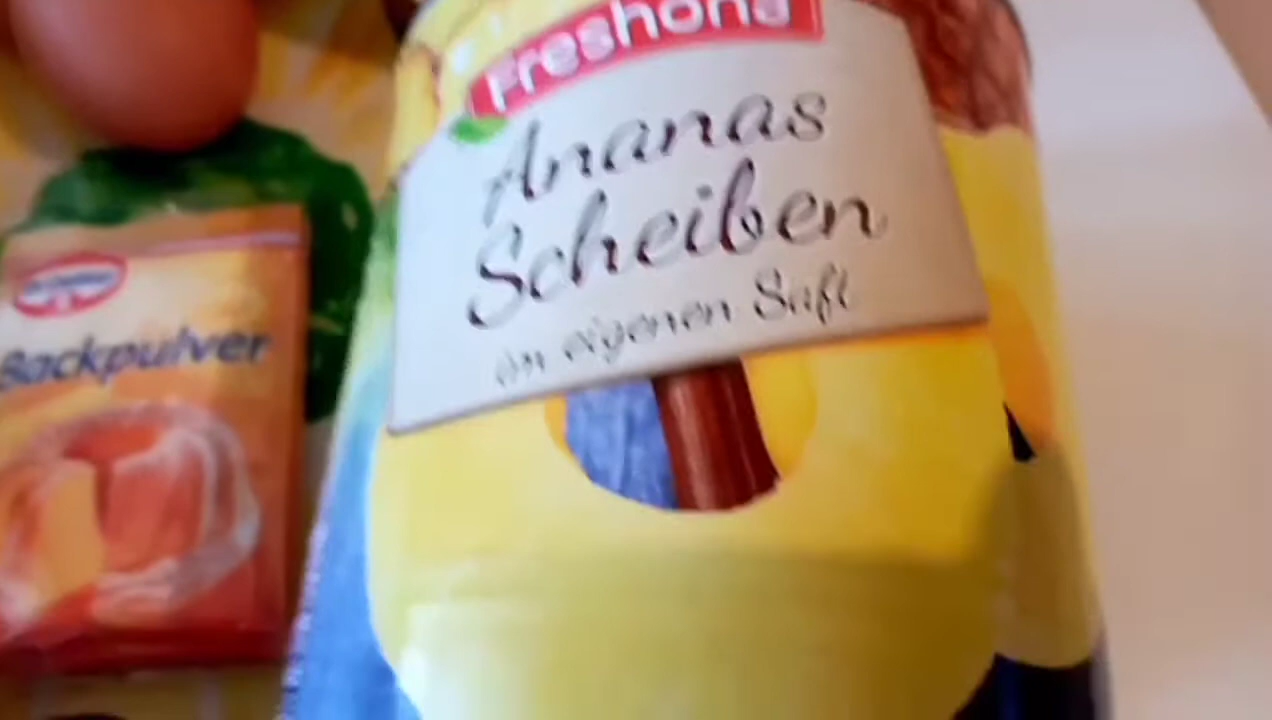 Freshona
Ananas
Scheiben
im eigenen Saft
Backpulver